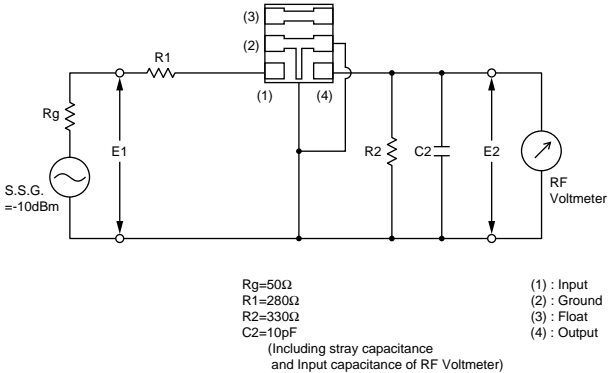 (3)
(2)
R1
(1)
(4)
Rg
E1
R2
C2
E2
S.S.G.
=-10dBm
RF
Voltmeter
Rg=50Ω
R1=280Ω
R2=330Ω
C2=10pF
(Including stray capacitance
and Input capacitance of RF Voltmeter)
(1) : Input
(2) : Ground
(3) : Float
(4) : Output